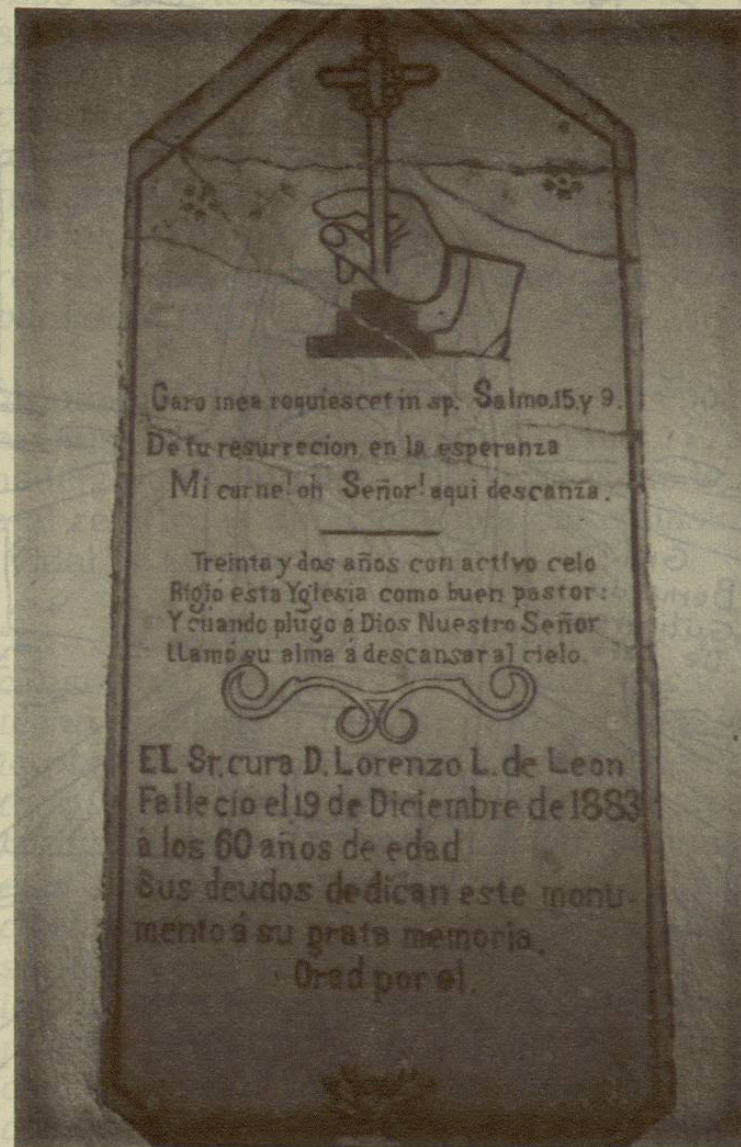 Caro mea requiescet in sp. Salmo.15.y 9.
De tu resurrecion en la esperanza
Mi carne! oh Señor! aqui descanza.
Treinta y dos años con activo celo
Rigió esta Yglesia como buen pastor:
Y cuando plugo á Dios Nuestro Señor
LLamó su alma á descansar al cielo.
EL Sr. cura D. Lorenzo L. de Leon
Fallecio el 19 de Diciembre de 1883
á los 60 años de edad
Sus deudos dedican este monu-
mento á su grata memoria.
Orad por el.